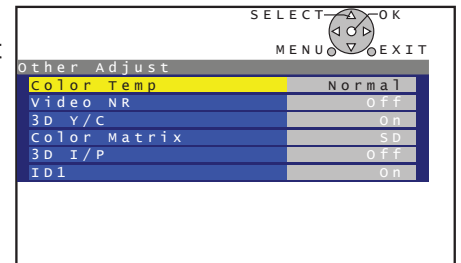 SELECT OK
MENU EXIT
Other Adjust
Color Temp Normal
Video NR Off
3D Y/C On
Color Matrix SD
3D I/P Off
ID1 On